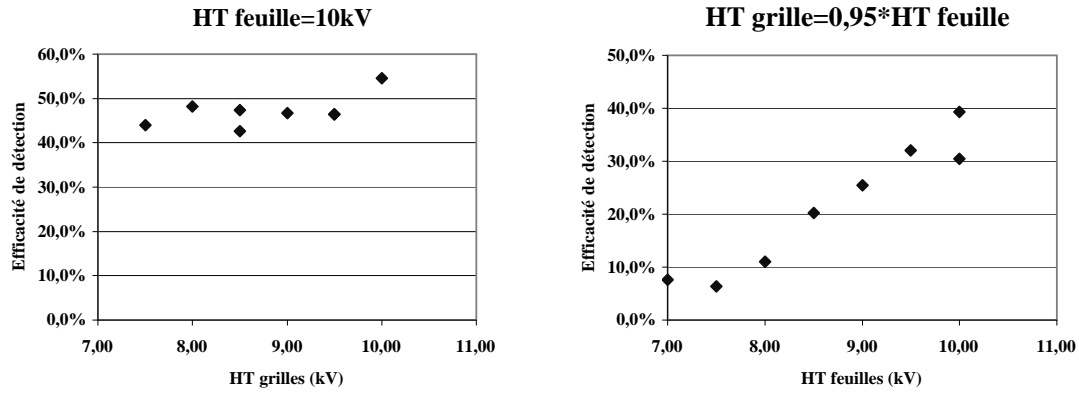 HT feuille=10kV
60,0%
50,0%
40,0%
30,0%
20,0%
10,0%
0,0%
7,00 8,00 9,00 10,00 11,00
HT grilles (kV)
Efficacité de détection
HT grille=0,95*HT feuille
50,0%
40,0%
30,0%
20,0%
10,0%
0,0%
7,00 8,00 9,00 10,00 11,00
HT feuilles (kV)
Efficacité de détection